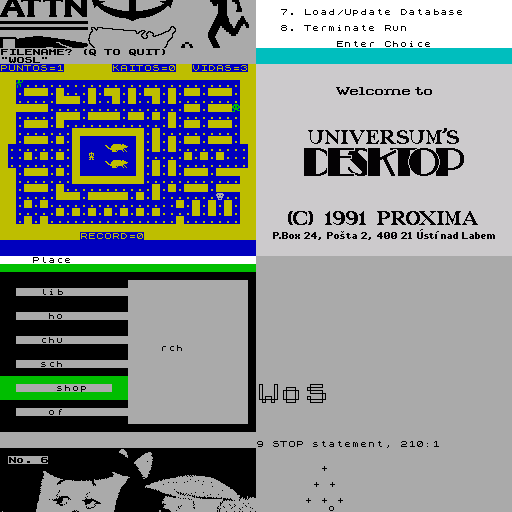 ATTN
FILENAME? (Q TO QUIT)
"WOSL"
7. Load/Update Database
8. Terminate Run
Enter Choice
PUNTOS=1 KAITOS=0 VIDAS=3
RECORD=0
Welcome to
UNIVERSUM'S
DESKTOP
(C) 1991 PROXIMA
P.Box 24, Pošta 2, 400 21 Ústí nad Labem
Place
lib
ho
chu
sch
shop
of
rch
WoS
9 STOP statement, 210:1
No. 6